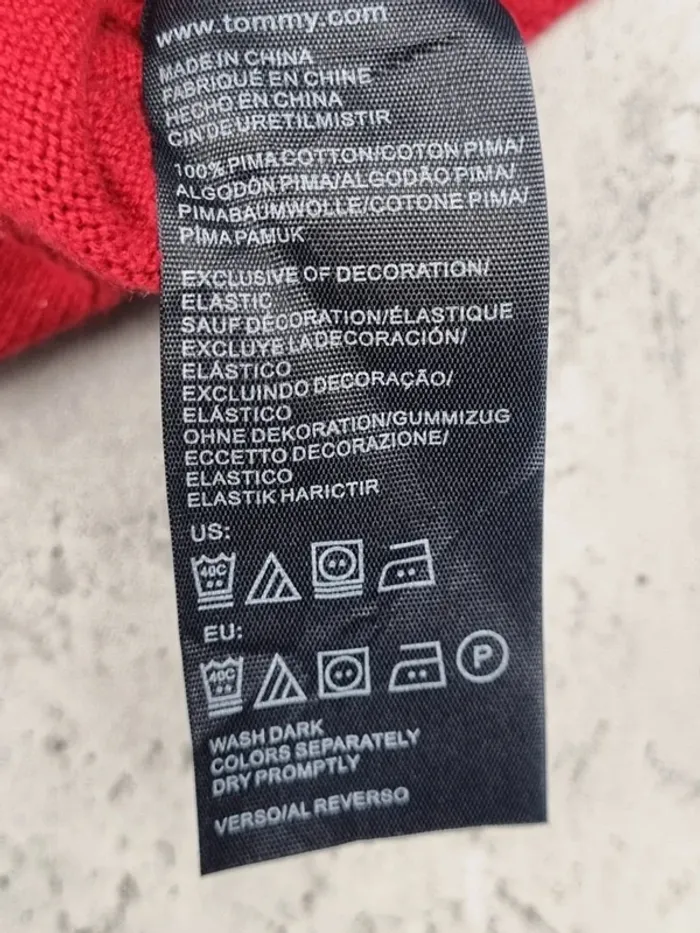 www.tommy.com
MADE IN CHINA
FABRIQUÉ EN CHINE
HECHO EN CHINA
CIN DE URETILMISTIR
100% PIMA COTTON/COTON PIMA/
ALGODÓN PIMA/ALGODÃO PIMA/
PIMABAUMWOLLE/COTONE PIMA/
PIMA PAMUK
EXCLUSIVE OF DECORATION/
ELASTIC
SAUF DÉCORATION/ÉLASTIQUE
EXCLUYE LA DECORACIÓN/
ELÁSTICO
EXCLUINDO DECORAÇÃO/
ELÁSTICO
OHNE DEKORATION/GUMMIZUG
ECCETTO DECORAZIONE/
ELASTICO
ELASTIK HARICTIR
US:
40C
EU:
40C P
WASH DARK
COLORS SEPARATELY
DRY PROMPTLY
VERSO/AL REVERSO